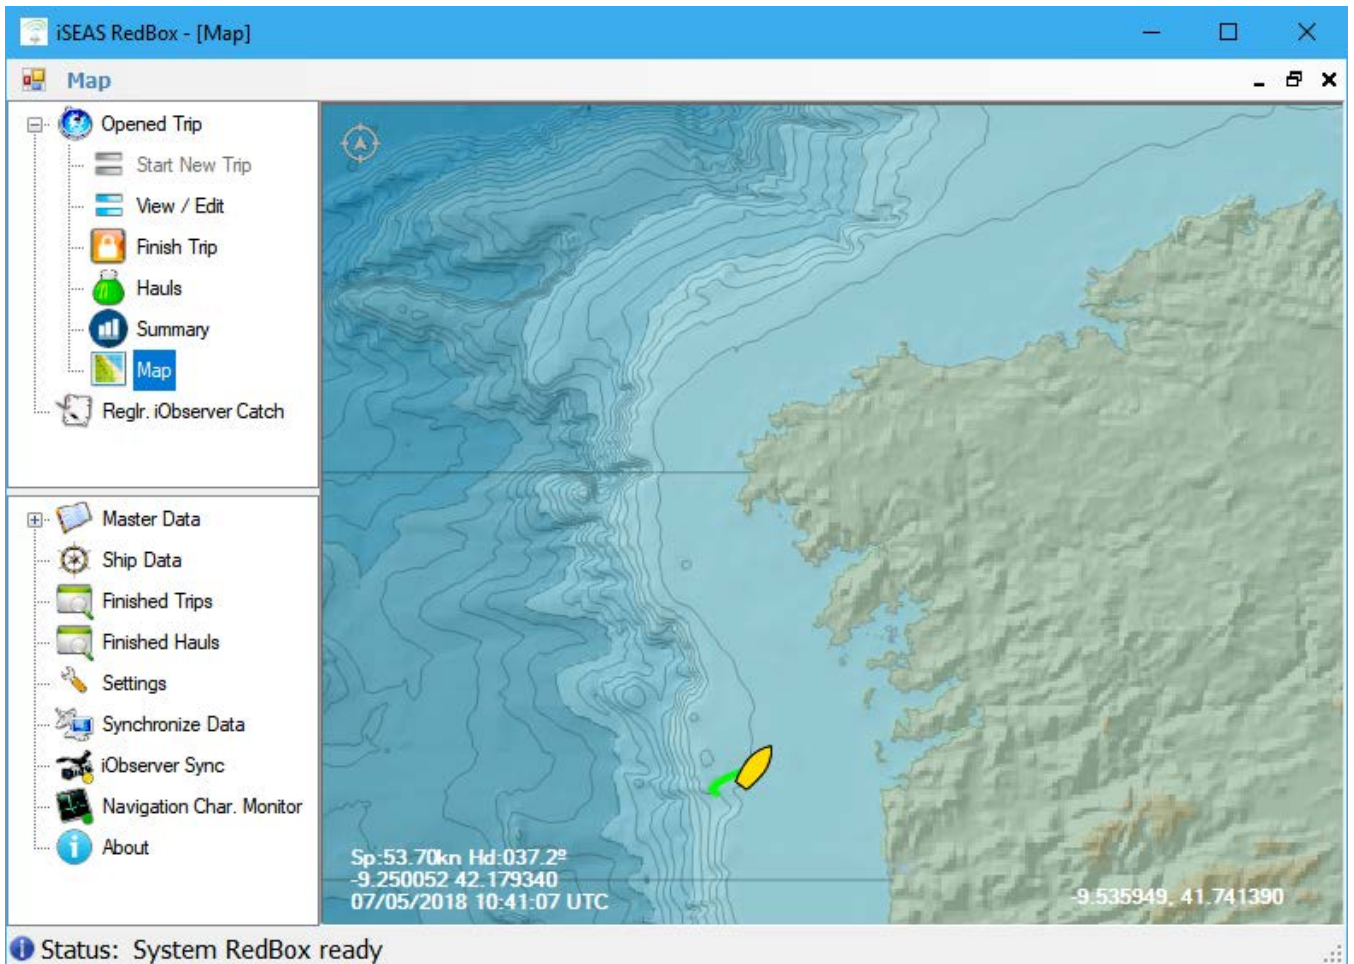 iSEAS RedBox - [Map]
Map
Opened Trip
Start New Trip
View / Edit
Finish Trip
Hauls
Summary
Map
Reglr. iObserver Catch
Master Data
Ship Data
Finished Trips
Finished Hauls
Settings
Synchronize Data
iObserver Sync
Navigation Char. Monitor
About
Sp:53.70kn Hd:037.2º
-9.250052 42.179340
07/05/2018 10:41:07 UTC
-9.535949, 41.741390
Status: System RedBox ready